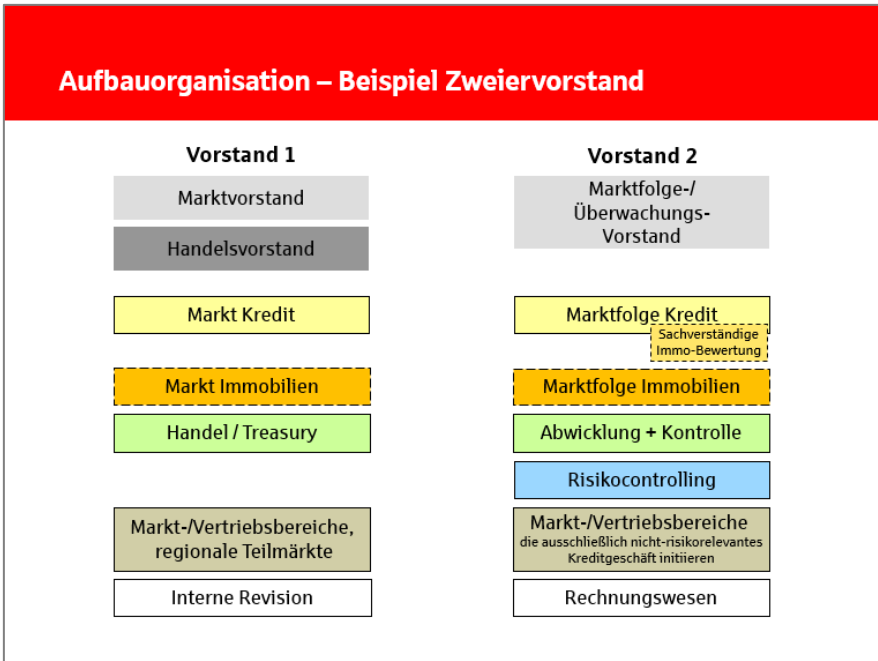 Aufbauorganisation – Beispiel Zweiervorstand
Vorstand 1
Marktvorstand
Handelsvorstand
Markt Kredit
Markt Immobilien
Handel / Treasury
Markt-/Vertriebsbereiche,
regionale Teilmärkte
Interne Revision
Vorstand 2
Marktfolge-/
Überwachungs-
Vorstand
Marktfolge Kredit
Sachverständige
Immo-Bewertung
Marktfolge Immobilien
Abwicklung + Kontrolle
Risikocontrolling
Markt-/Vertriebsbereiche
die ausschließlich nicht-risikorelevantes
Kreditgeschäft initiieren
Rechnungswesen